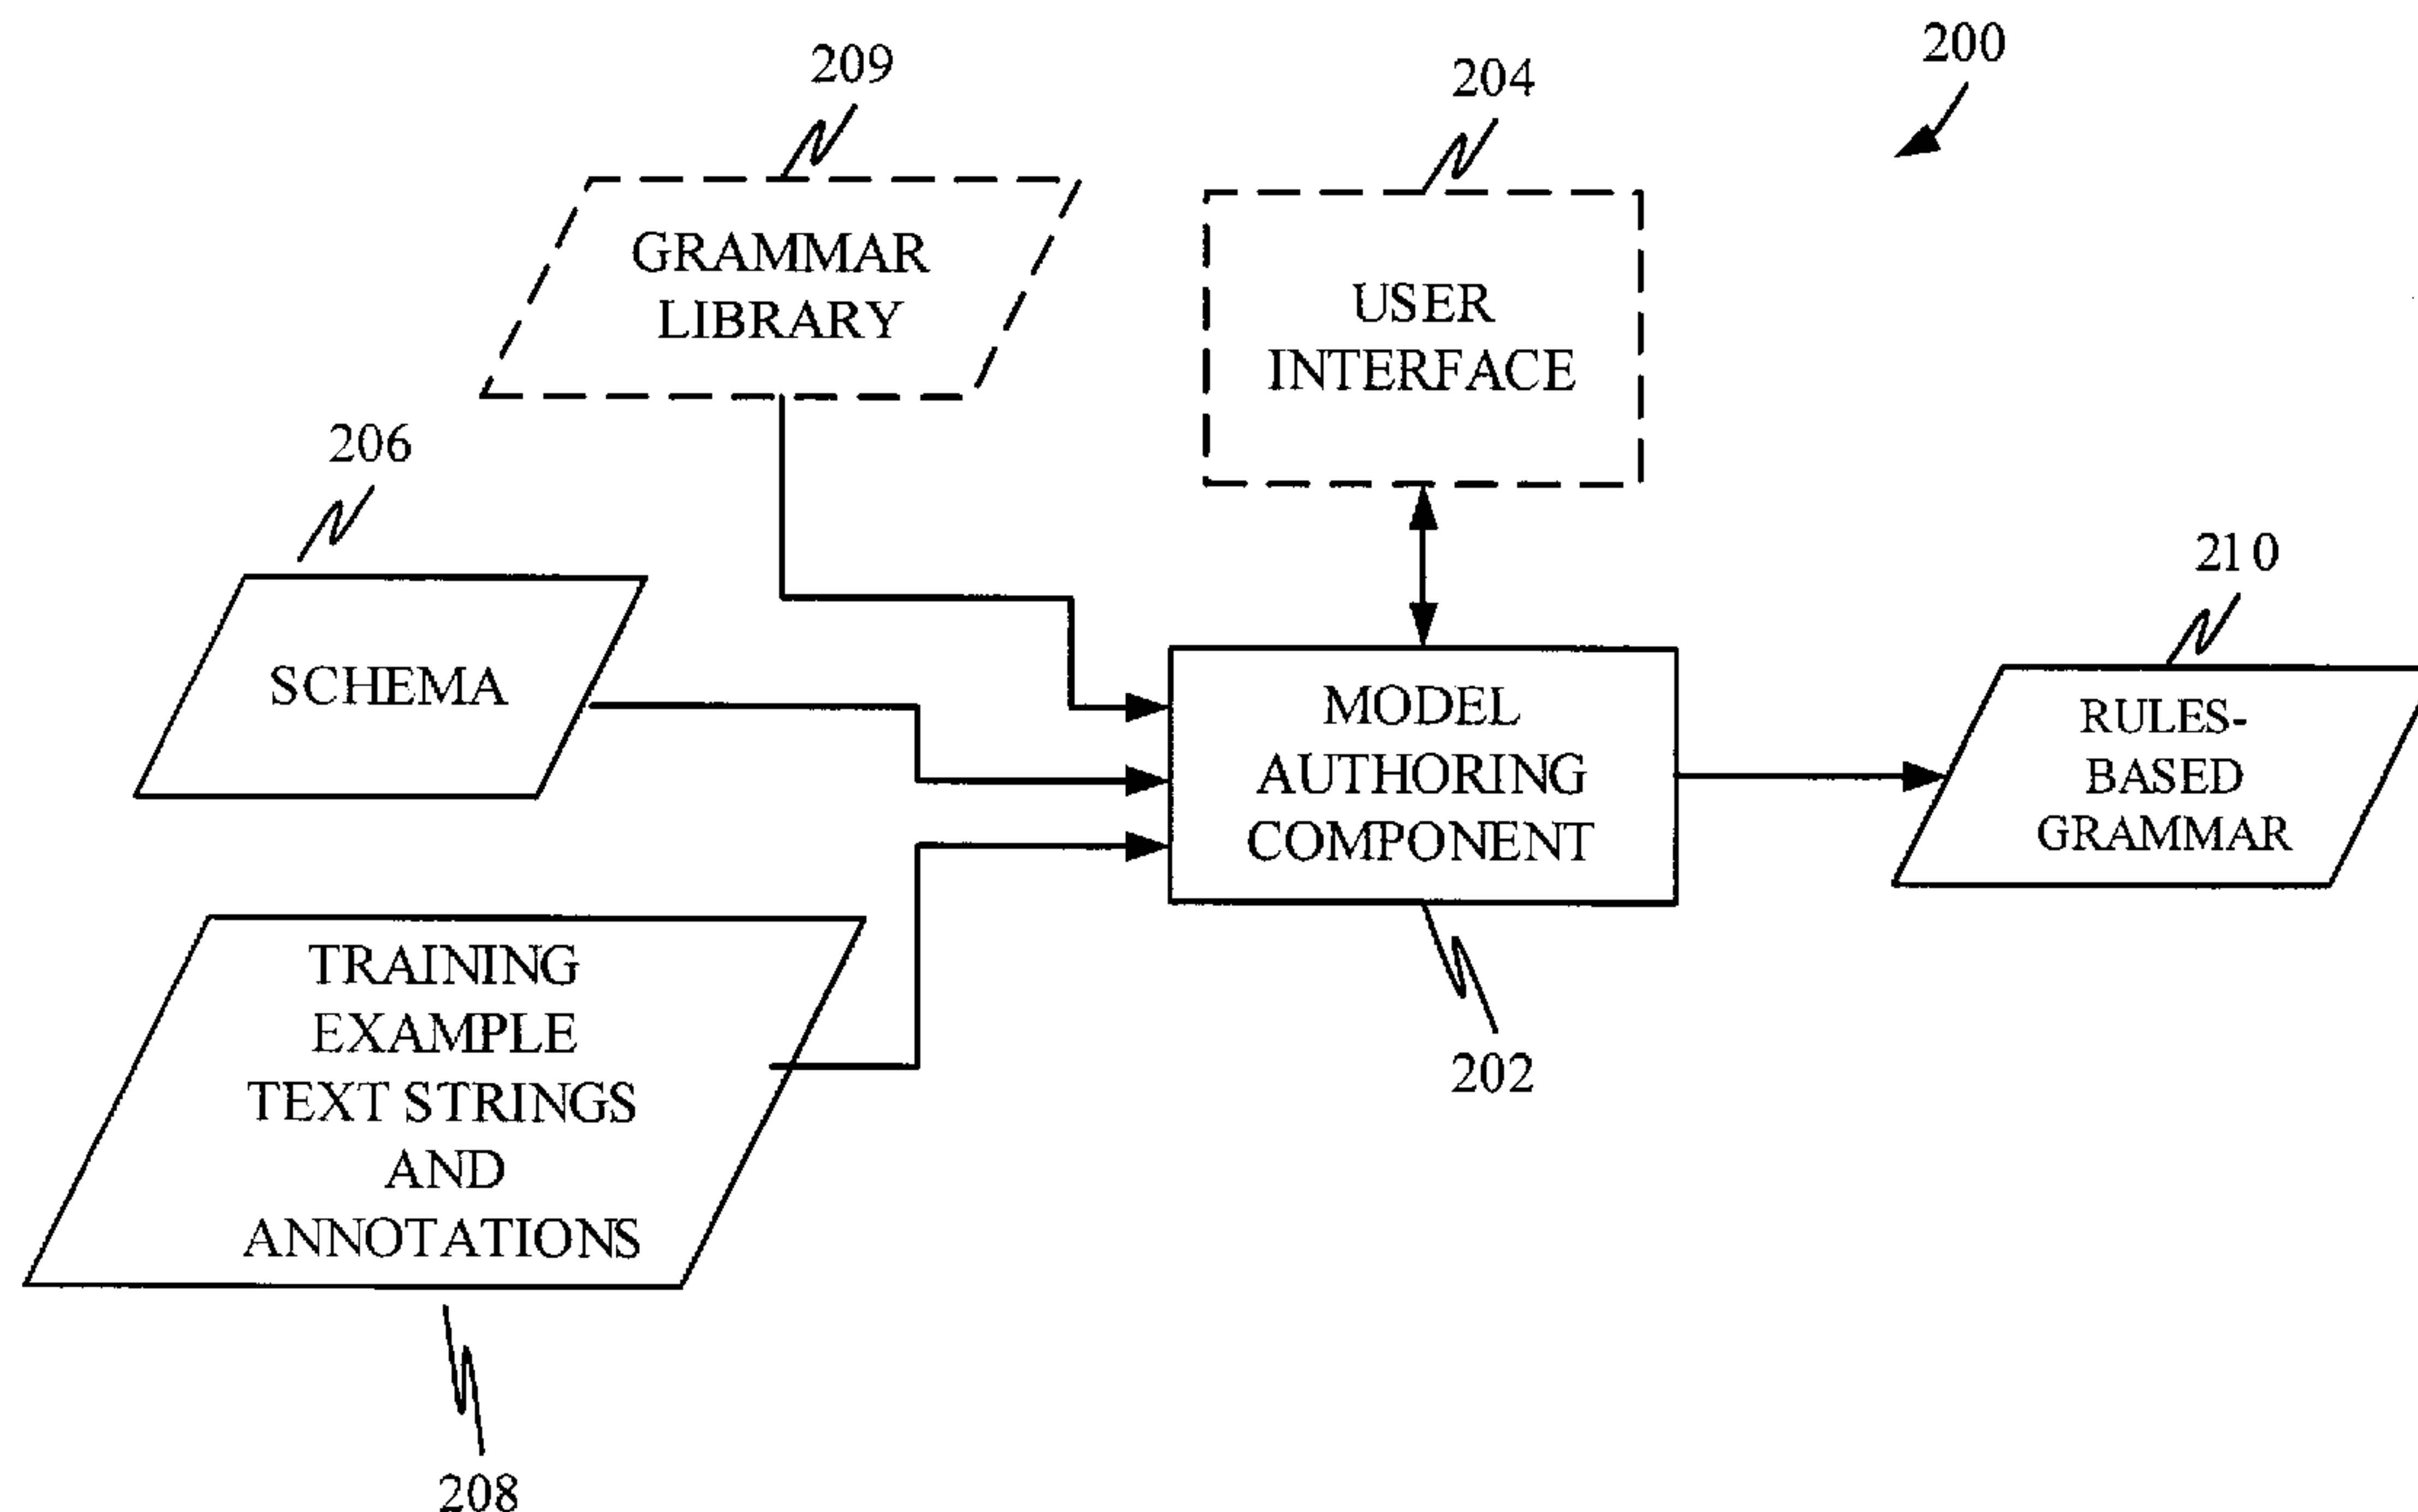 200
209
204
GRAMMAR
LIBRARY
USER
INTERFACE
206
210
SCHEMA
MODEL
AUTHORING
COMPONENT
RULES-
BASED
GRAMMAR
TRAINING
EXAMPLE
TEXT STRINGS
AND
ANNOTATIONS
202
208